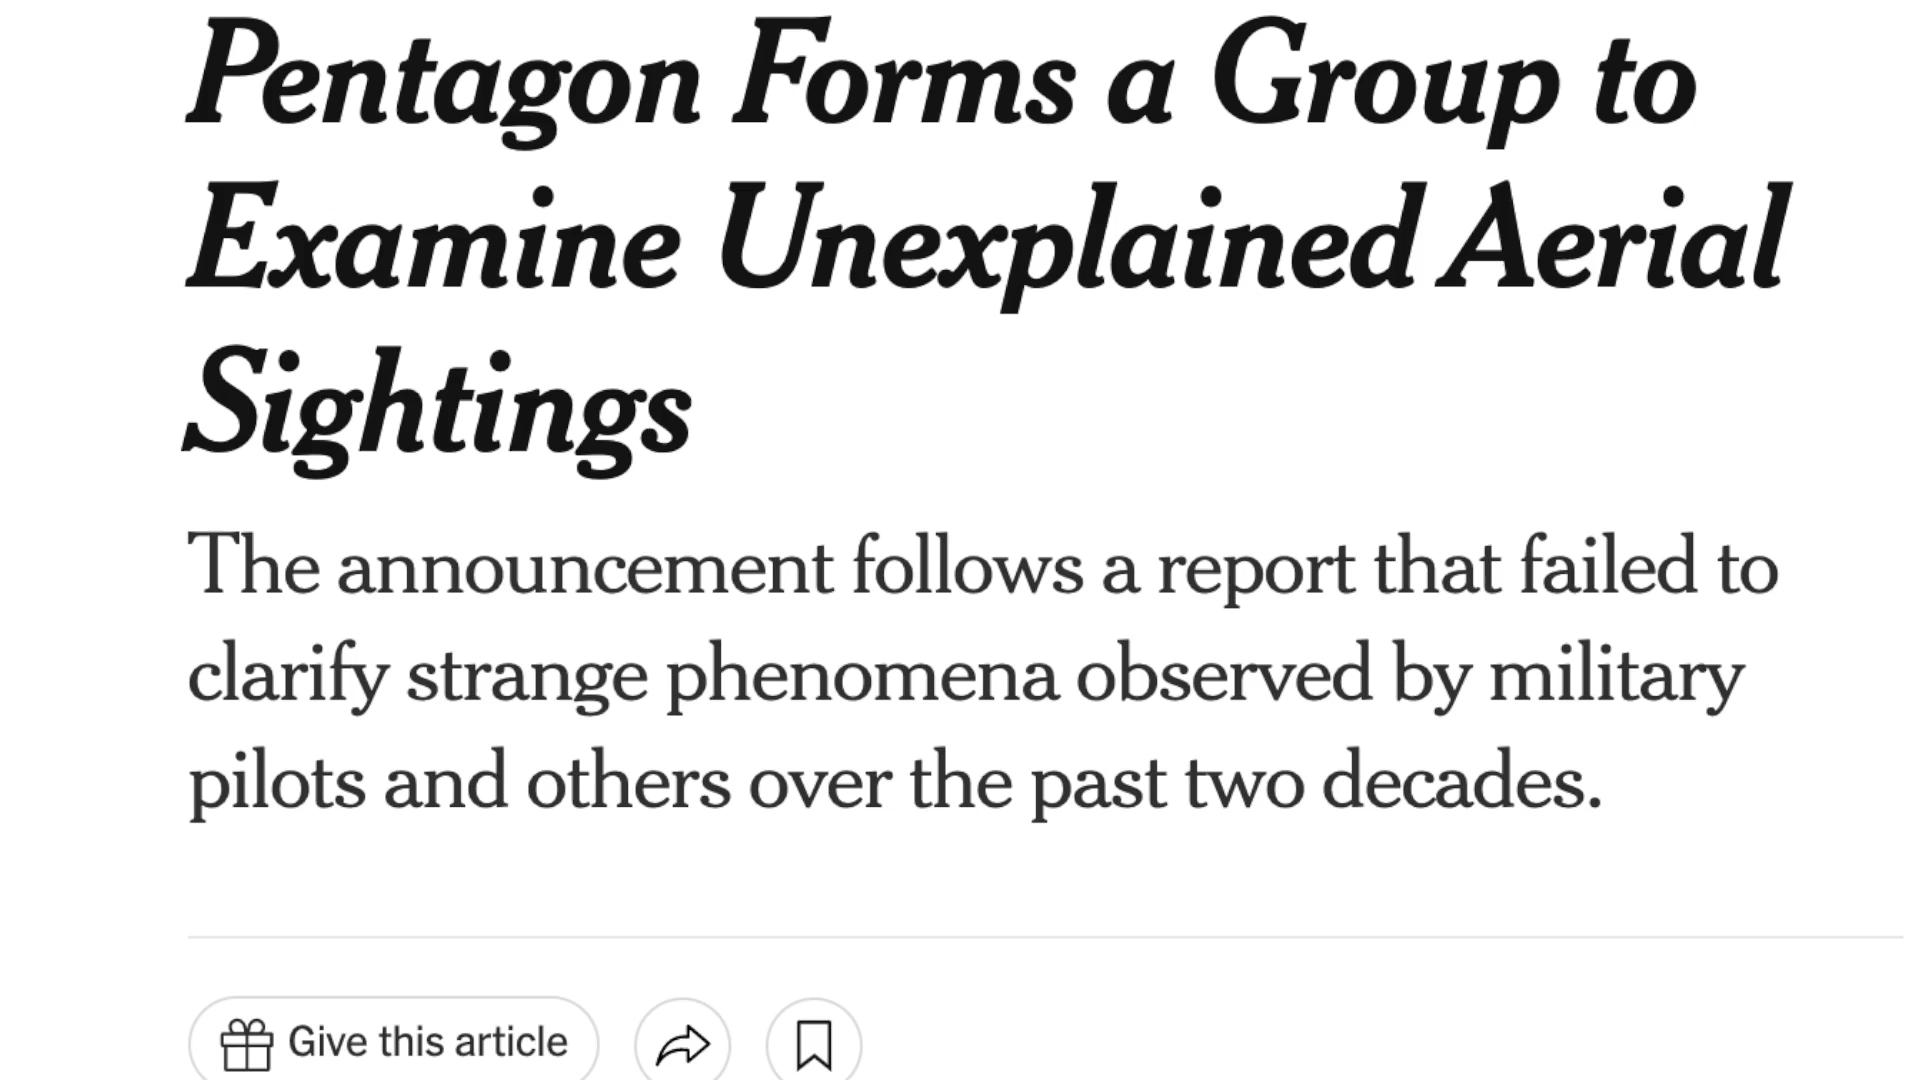 Pentagon Forms a Group to
Examine Unexplained Aerial
Sightings
The announcement follows a report that failed to
clarify strange phenomena observed by military
pilots and others over the past two decades.
Give this article